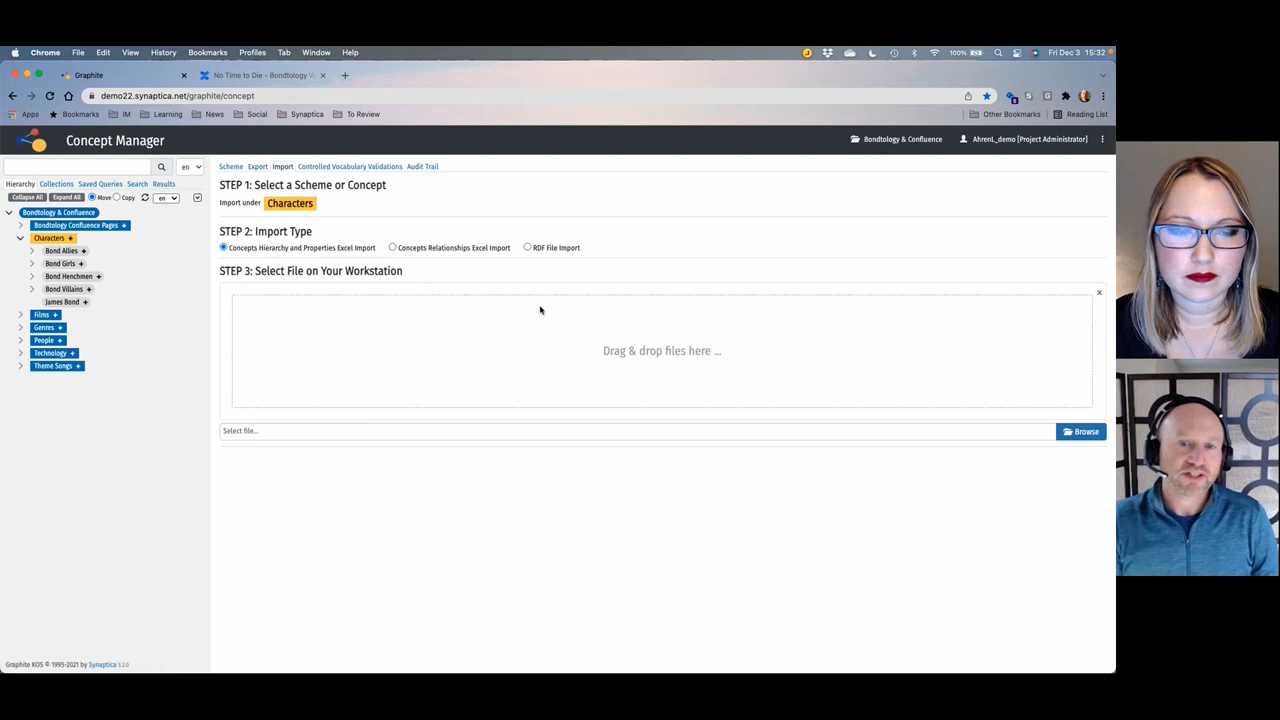 Chrome File Edit View History Bookmarks Profiles Tab Window Help 100% Fri Dec 3 15:32
Graphite No Time to Die – Bondtology
demo22.synaptica.net/graphite/concept
Apps Bookmarks IM Learning News Social Synaptica To Review Other Bookmarks Reading List
Concept Manager Bondtology & Confluence AhrenL_demo [Project Administrator]
en
Scheme Export Import Controlled Vocabulary Validations Audit Trail
Hierarchy Collections Saved Queries Search Results
STEP 1: Select a Scheme or Concept
Collapse All Expand All Move Copy en
Import under Characters
Bondtology & Confluence
Bondtology Confluence Pages +
Characters +
Bond Allies +
Bond Girls +
Bond Henchmen +
Bond Villains +
James Bond +
Films +
Genres +
People +
Technology +
Theme Songs +
STEP 2: Import Type
Concepts Hierarchy and Properties Excel Import Concepts Relationships Excel Import RDF File Import
STEP 3: Select File on Your Workstation
Drag & drop files here ...
Select file...
Browse
Graphite KOS © 1995-2021 by Synaptica 5.2.0